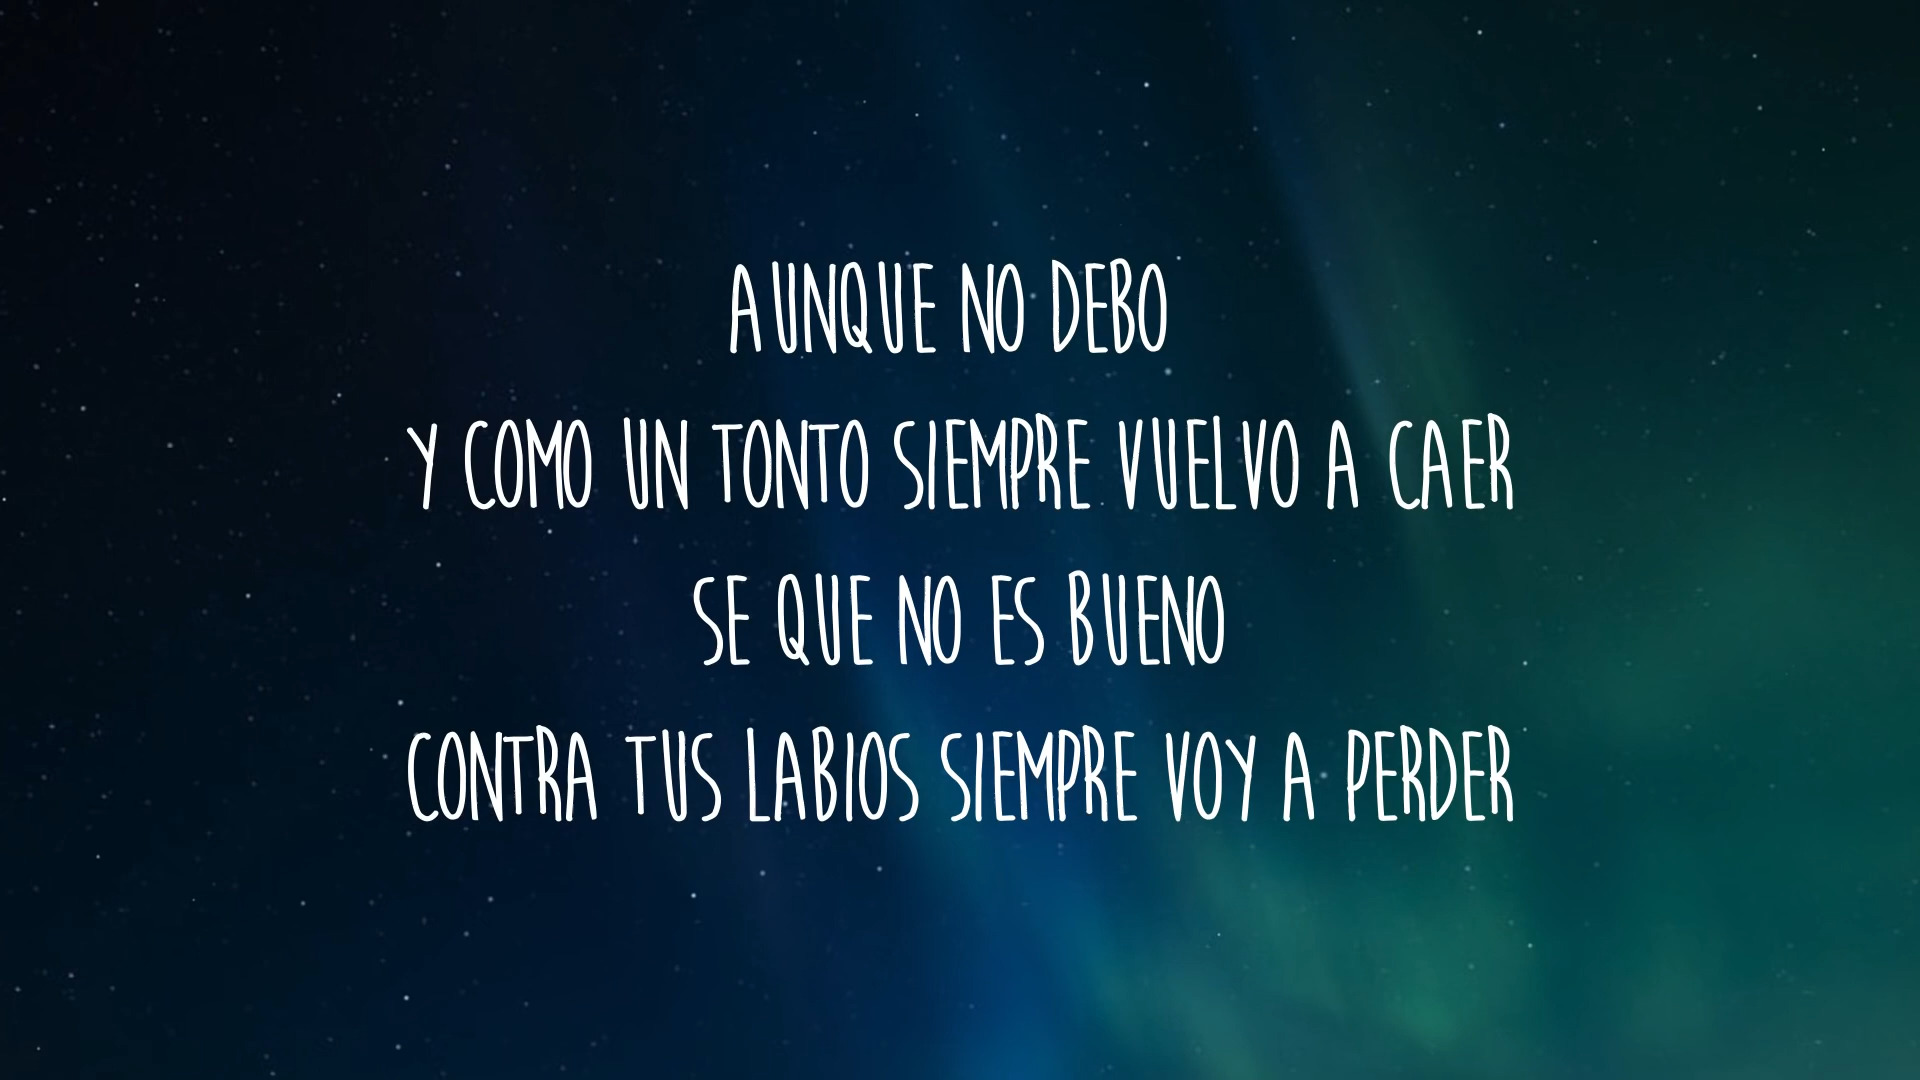 AUNQUE NO DEBO
Y COMO UN TONTO SIEMPRE VUELVO A CAER
SE QUE NO ES BUENO
CONTRA TUS LABIOS SIEMPRE VOY A PERDER